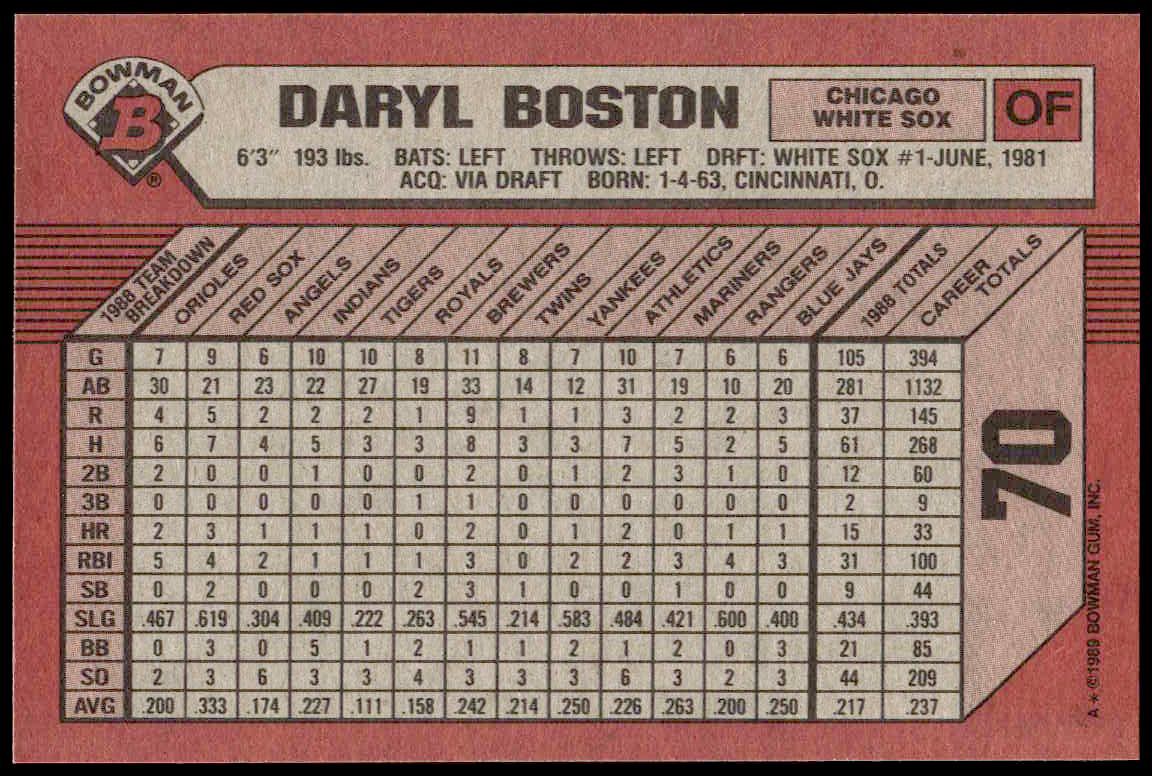 BOWMAN
B
®
DARYL BOSTON
CHICAGO
WHITE SOX
OF
6'3" 193 lbs. BATS: LEFT THROWS: LEFT DRFT: WHITE SOX #1-JUNE, 1981
ACQ: VIA DRAFT BORN: 1-4-63, CINCINNATI, O.
1988 TEAM BREAKDOWN ORIOLES RED SOX ANGELS INDIANS TIGERS ROYALS BREWERS TWINS YANKEES ATHLETICS MARINERS RANGERS BLUE JAYS 1988 TOTALS CAREER TOTALS
G 7 9 6 10 10 8 11 8 7 10 7 6 6 105 394
AB 30 21 23 22 27 19 33 14 12 31 19 10 20 281 1132
R 4 5 2 2 2 1 9 1 1 3 2 2 3 37 145
H 6 7 4 5 3 3 8 3 3 7 5 2 5 61 268
2B 2 0 0 1 0 0 2 0 1 2 3 1 0 12 60
3B 0 0 0 0 0 1 1 0 0 0 0 0 0 2 9
HR 2 3 1 1 1 0 2 0 1 2 0 1 1 15 33
RBI 5 4 2 1 1 1 3 0 2 2 3 4 3 31 100
SB 0 2 0 0 0 2 3 1 0 0 1 0 0 9 44
SLG .467 .619 .304 .409 .222 .263 .545 .214 .583 .484 .421 .600 .400 .434 .393
BB 0 3 0 5 1 2 1 1 2 1 2 0 3 21 85
SO 2 3 6 3 3 4 3 3 3 6 3 2 3 44 209
AVG .200 .333 .174 .227 .111 .158 .242 .214 .250 .226 .263 .200 .250 .217 .237
70
A * © 1989 BOWMAN GUM, INC.